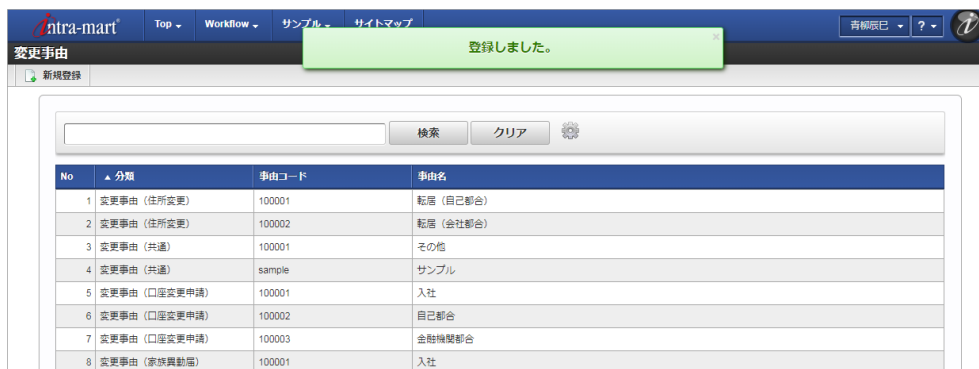 intra-mart Top Workflow サンプル サイトマップ 青柳辰巳 ?
登録しました。 ×
変更事由
新規登録
検索 クリア
No ▲ 分類 事由コード 事由名
1 変更事由（住所変更） 100001 転居（自己都合）
2 変更事由（住所変更） 100002 転居（会社都合）
3 変更事由（共通） 100001 その他
4 変更事由（共通） sample サンプル
5 変更事由（口座変更申請） 100001 入社
6 変更事由（口座変更申請） 100002 自己都合
7 変更事由（口座変更申請） 100003 金融機関都合
8 変更事由（家族異動届） 100001 入社